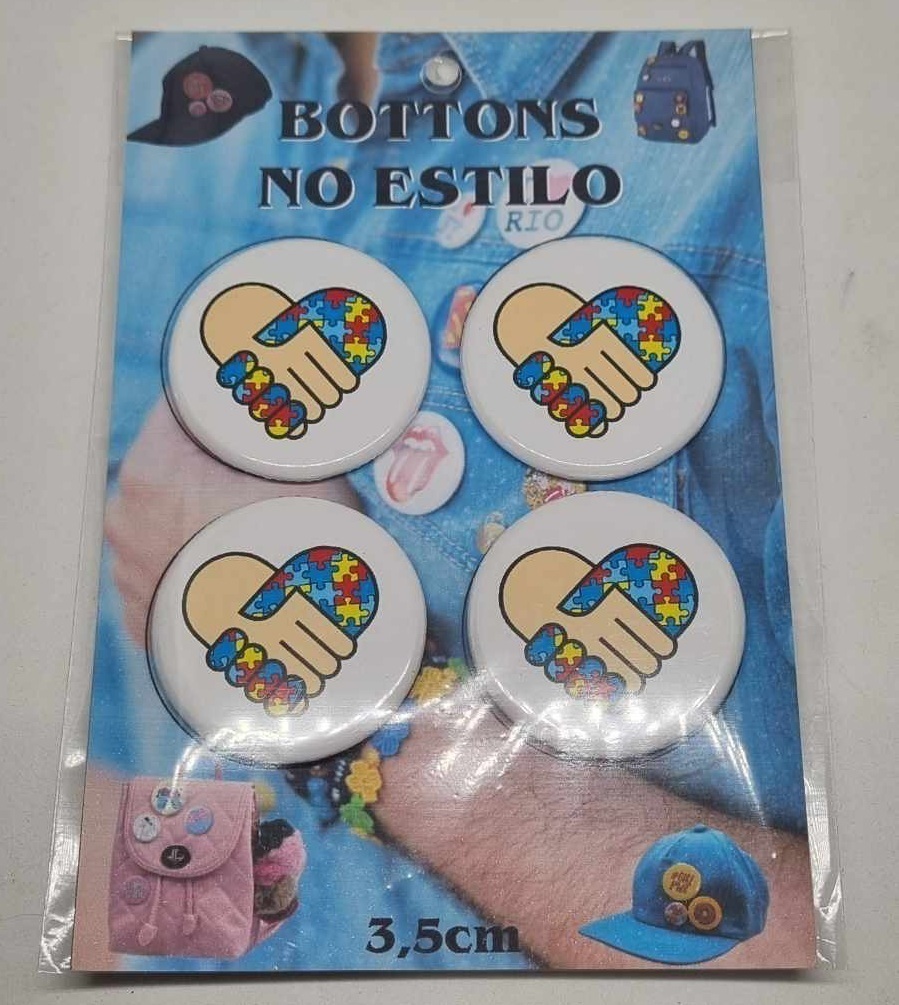 BOTTONS
NO ESTILO
RIO
3,5cm